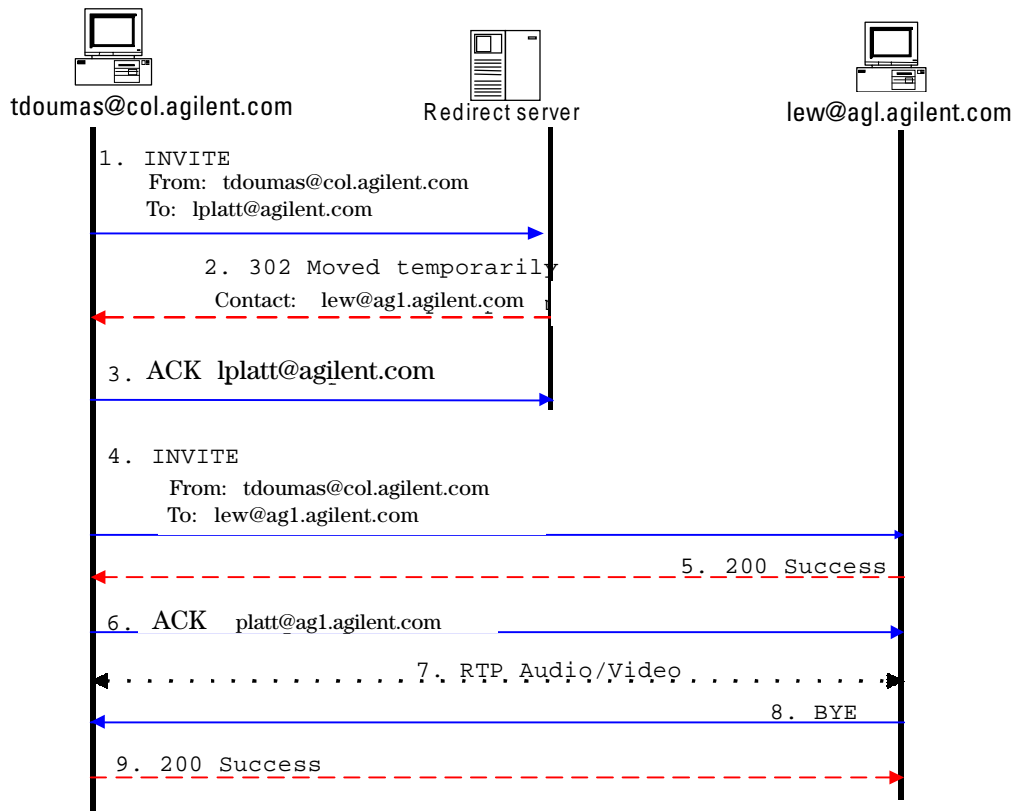 tdoumas@col.agilent.com
Redirect server
lew@agl.agilent.com
1. INVITE
From: tdoumas@col.agilent.com
To: lplatt@agilent.com
2. 302 Moved temporarily
Contact: lew@ag1.agilent.com
3. ACK lplatt@agilent.com
4. INVITE
From: tdoumas@col.agilent.com
To: lew@ag1.agilent.com
5. 200 Success
6. ACK platt@ag1.agilent.com
7. RTP Audio/Video
8. BYE
9. 200 Success